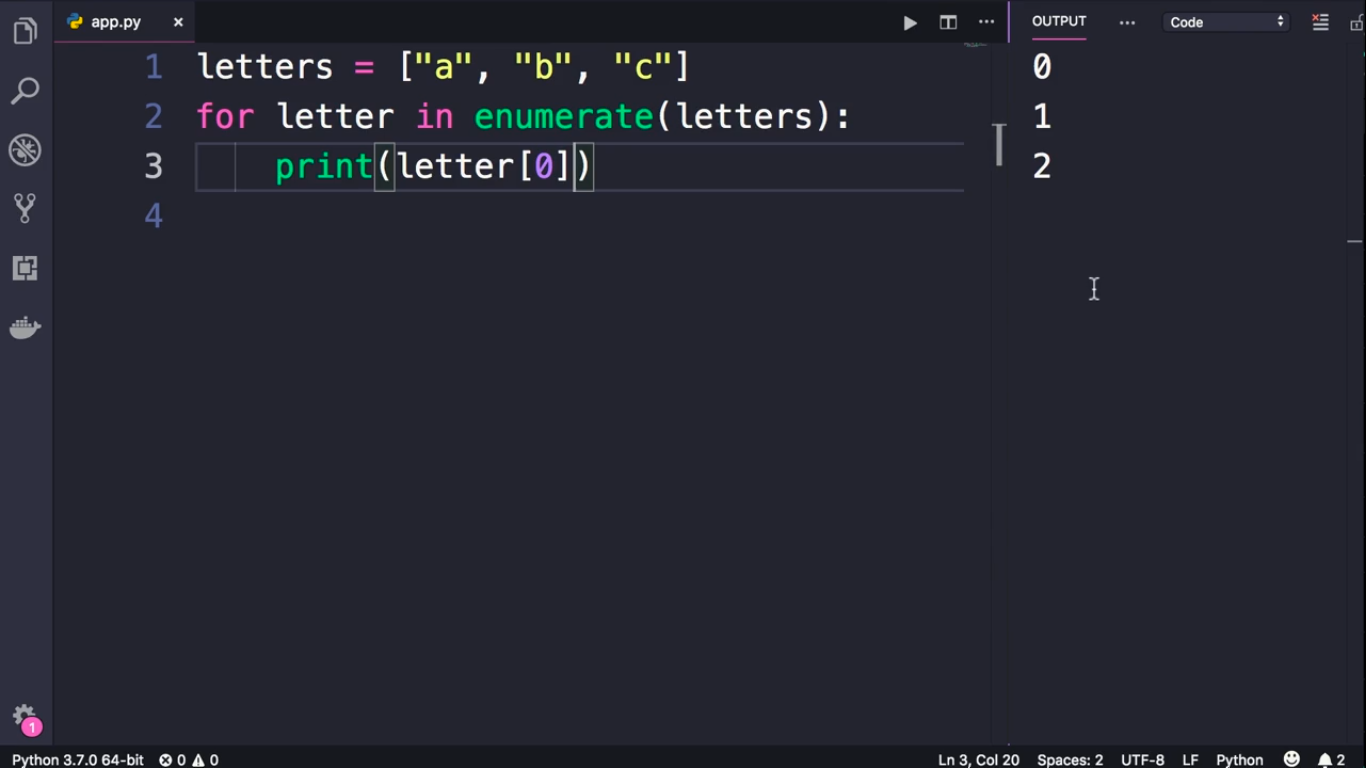 app.py
1 letters = ["a", "b", "c"]
2 for letter in enumerate(letters):
3     print(letter[0])
4
OUTPUT ... Code
0
1
2
1
Python 3.7.0 64-bit 0 0 Ln 3, Col 20 Spaces: 2 UTF-8 LF Python 2